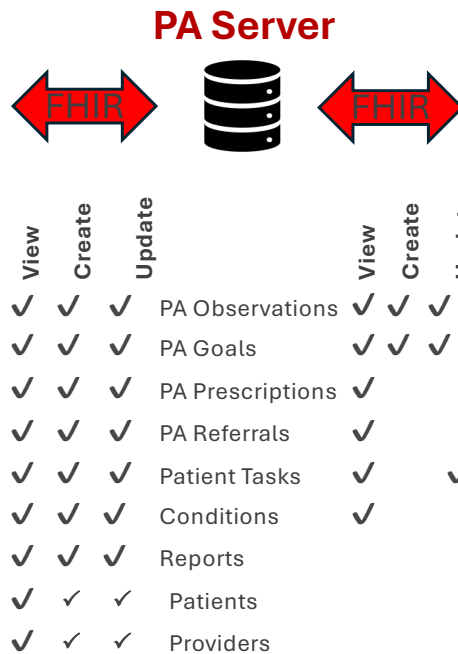 PA Server
FHIR FHIR
View Create Update View Create
✓ ✓ ✓ PA Observations ✓ ✓ ✓
✓ ✓ ✓ PA Goals ✓ ✓ ✓
✓ ✓ ✓ PA Prescriptions ✓
✓ ✓ ✓ PA Referrals ✓
✓ ✓ ✓ Patient Tasks ✓ ✓
✓ ✓ ✓ Conditions ✓
✓ ✓ ✓ Reports
✓ ✓ ✓ Patients
✓ ✓ ✓ Providers